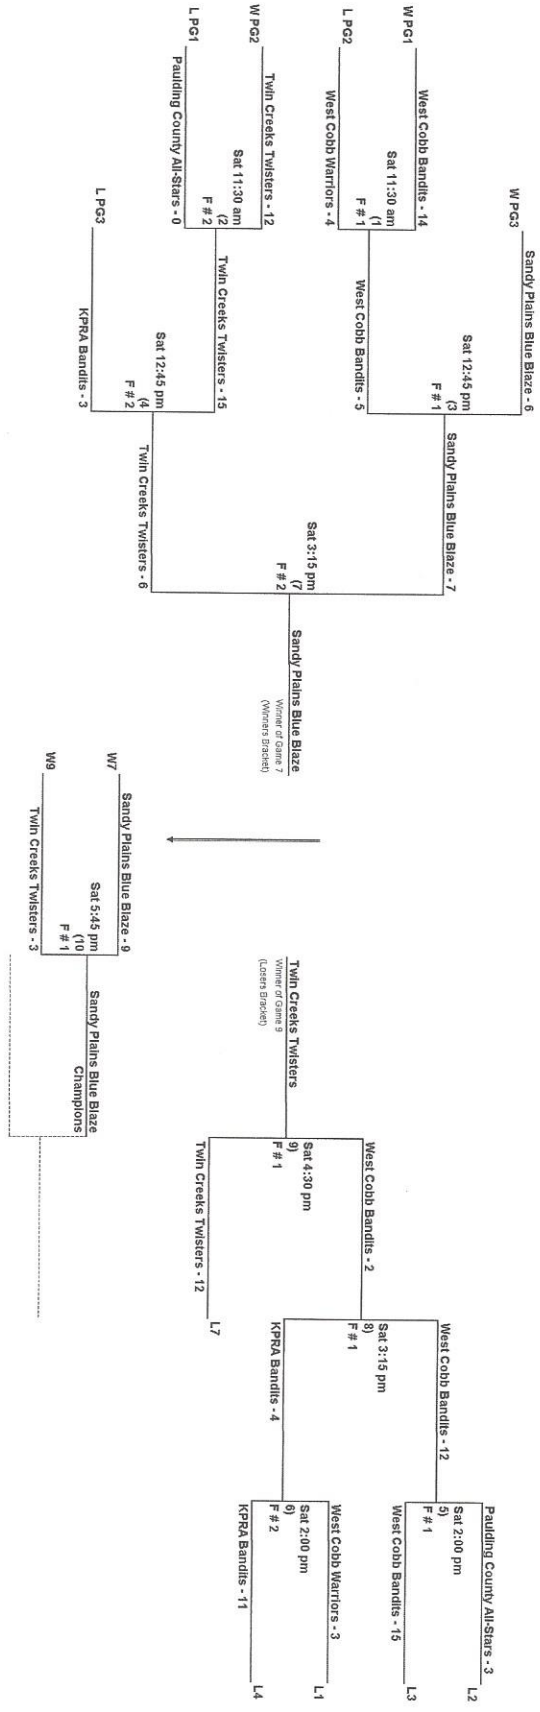 W PG3
Sandy Plains Blue Blaze - 6
W PG1
West Cobb Bandits - 14
Sat 11:30 am
(1
F # 1
L PG2
West Cobb Warriors - 4
West Cobb Bandits - 5
Sat 12:45 pm
(3
F # 1
Sandy Plains Blue Blaze - 7
W PG2
Twin Creeks Twisters - 12
Sat 11:30 am
(2
F # 2
L PG1
Paulding County All-Stars - 0
Twin Creeks Twisters - 15
Sat 12:45 pm
(4
F # 2
L PG3
KPRA Bandits - 3
Twin Creeks Twisters - 6
Sat 3:15 pm
(7
F # 2
Sandy Plains Blue Blaze
Winner of Game 7
(Winners Bracket)
W7
Sandy Plains Blue Blaze - 9
Sat 5:45 pm
(10
F # 1
W9
Twin Creeks Twisters - 3
Sandy Plains Blue Blaze
Champions
Twin Creeks Twisters
Winner of Game 9
(Losers Bracket)
West Cobb Bandits - 2
Sat 4:30 pm
9)
F # 1
Twin Creeks Twisters - 12
L7
West Cobb Bandits - 12
Sat 3:15 pm
8)
F # 1
KPRA Bandits - 4
Paulding County All-Stars - 3
L2
Sat 2:00 pm
5)
F # 1
West Cobb Bandits - 15
L3
West Cobb Warriors - 3
L1
Sat 2:00 pm
6)
F # 2
KPRA Bandits - 11
L4